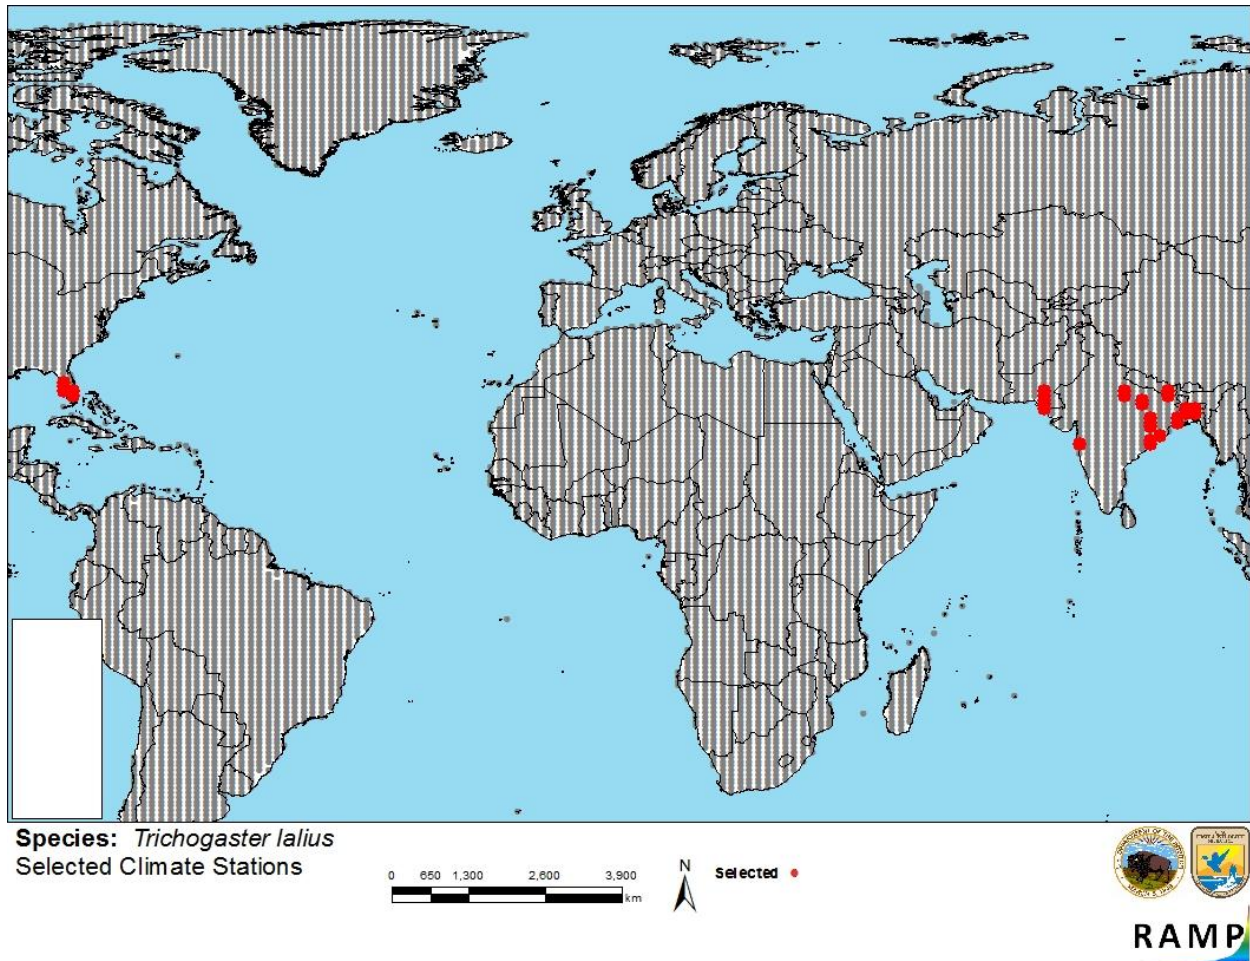 Species: Trichogaster lalius
Selected Climate Stations
0 650 1,300 2,600 3,900
km
N
Selected
RAMP